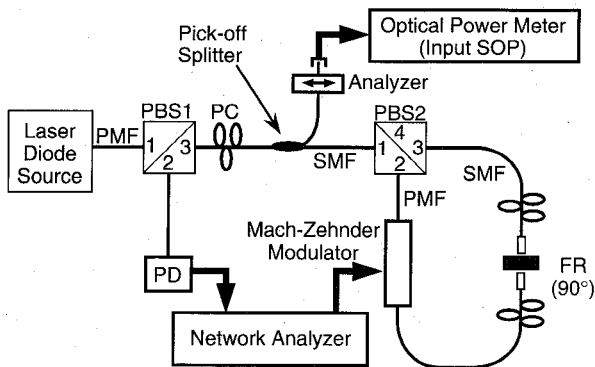 Optical Power Meter
(Input SOP)
Pick-off
Splitter
Analyzer
Laser
Diode
Source
PMF
PBS1
1
2
3
PC
SMF
PBS2
1
4
2
3
SMF
PMF
Mach-Zehnder
Modulator
PD
FR
(90°)
Network Analyzer